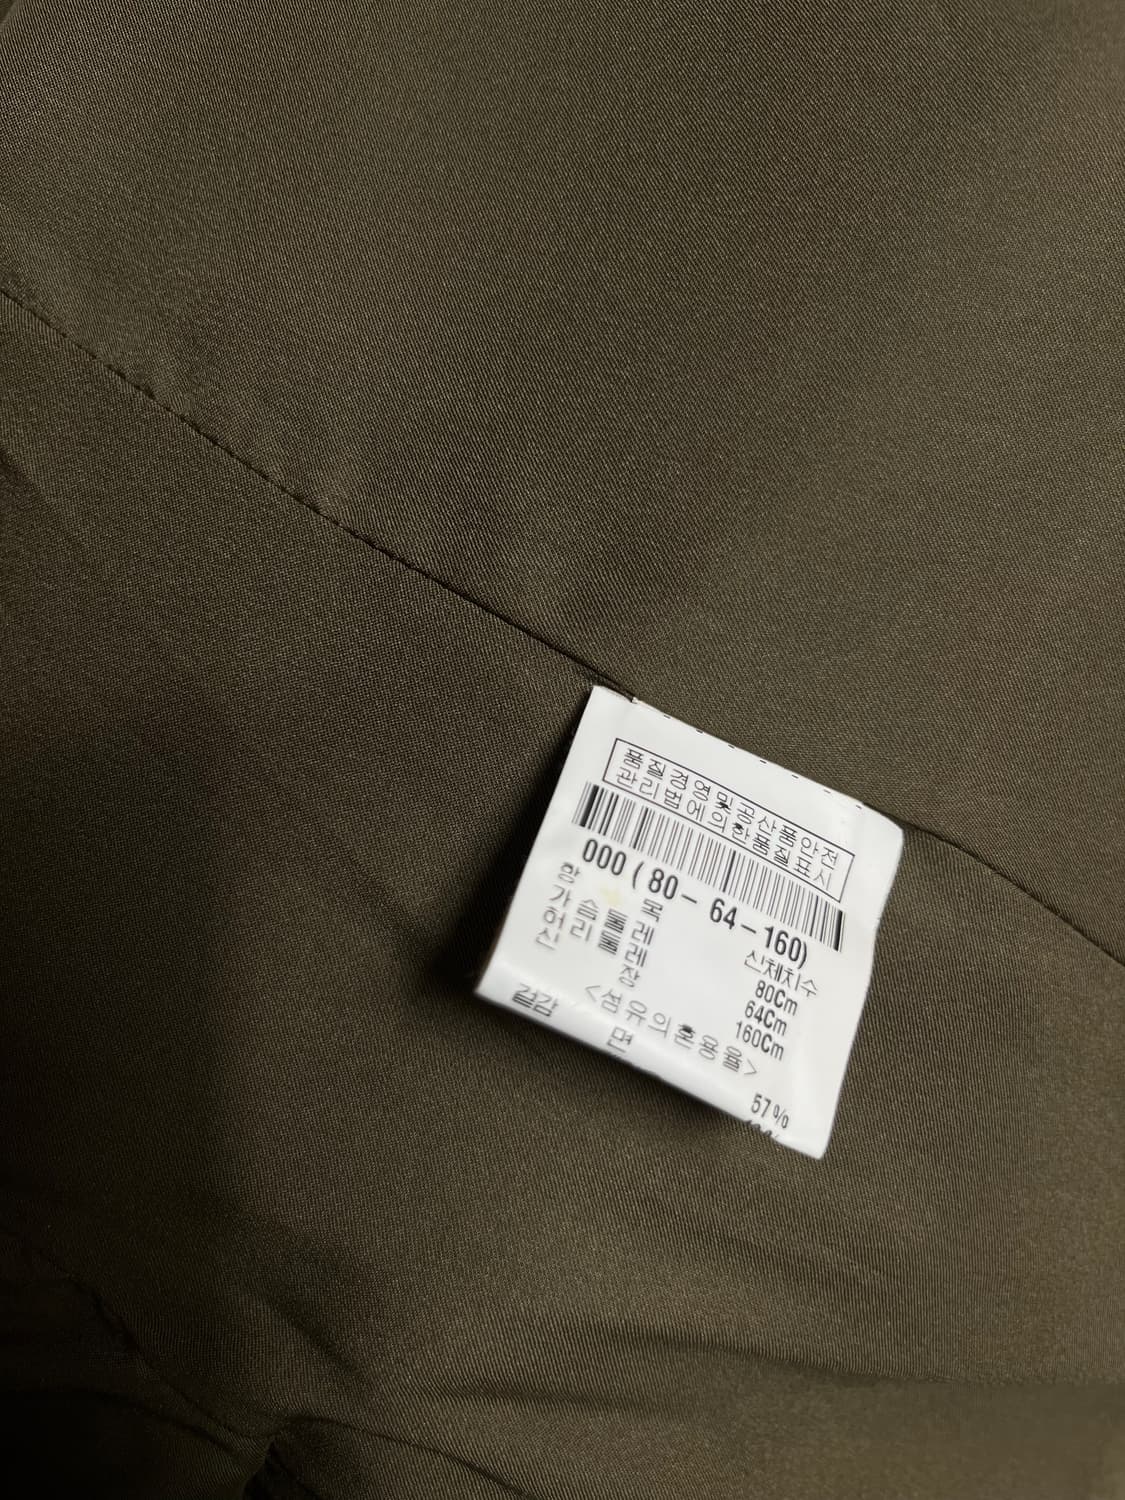 품질경영및공산품안전
관리법에의한품질표시
000 (80-64-160)
항목 신체치수
가슴둘레 80Cm
허리둘레 64Cm
신장 160Cm
<섬유의혼용율>
겉감 면 57%